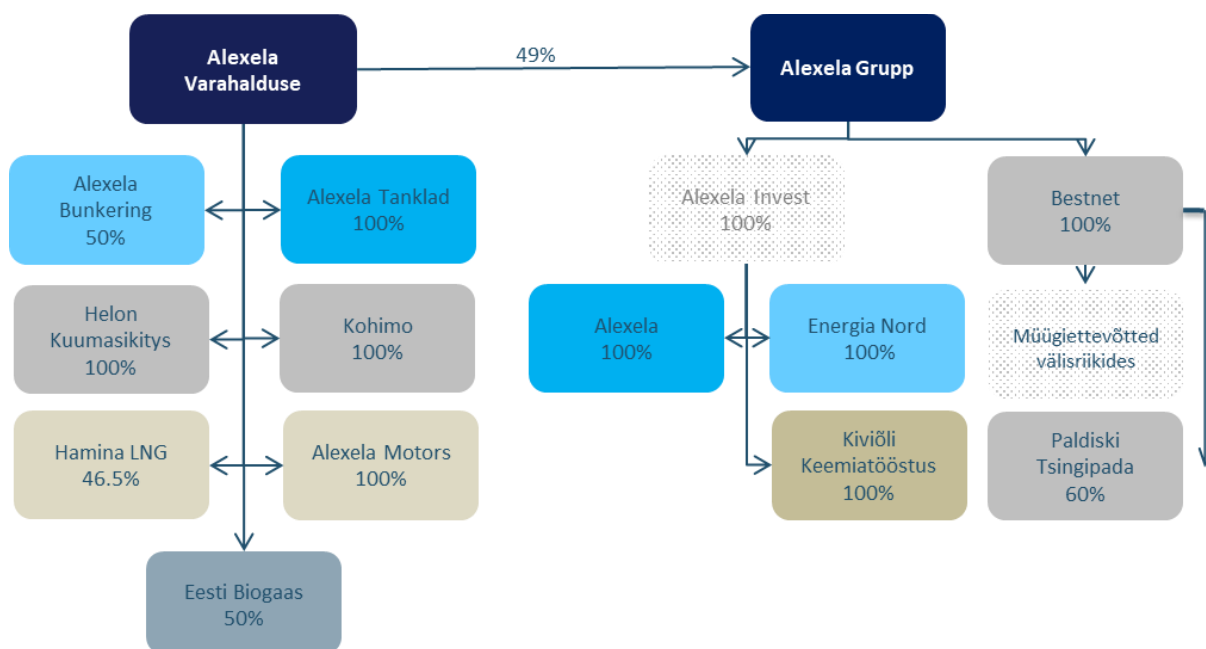 Alexela
Varahalduse
49%
Alexela Grupp
Alexela
Bunkering
50%
Alexela Tanklad
100%
Alexela Invest
100%
Bestnet
100%
Helon
Kuumasikitys
100%
Kohimo
100%
Alexela
100%
Energia Nord
100%
Müügiettevõtted
välisriikides
Hamina LNG
46.5%
Alexela Motors
100%
Kiviõli
Keemiatööstus
100%
Paldiski
Tsingipada
60%
Eesti Biogaas
50%